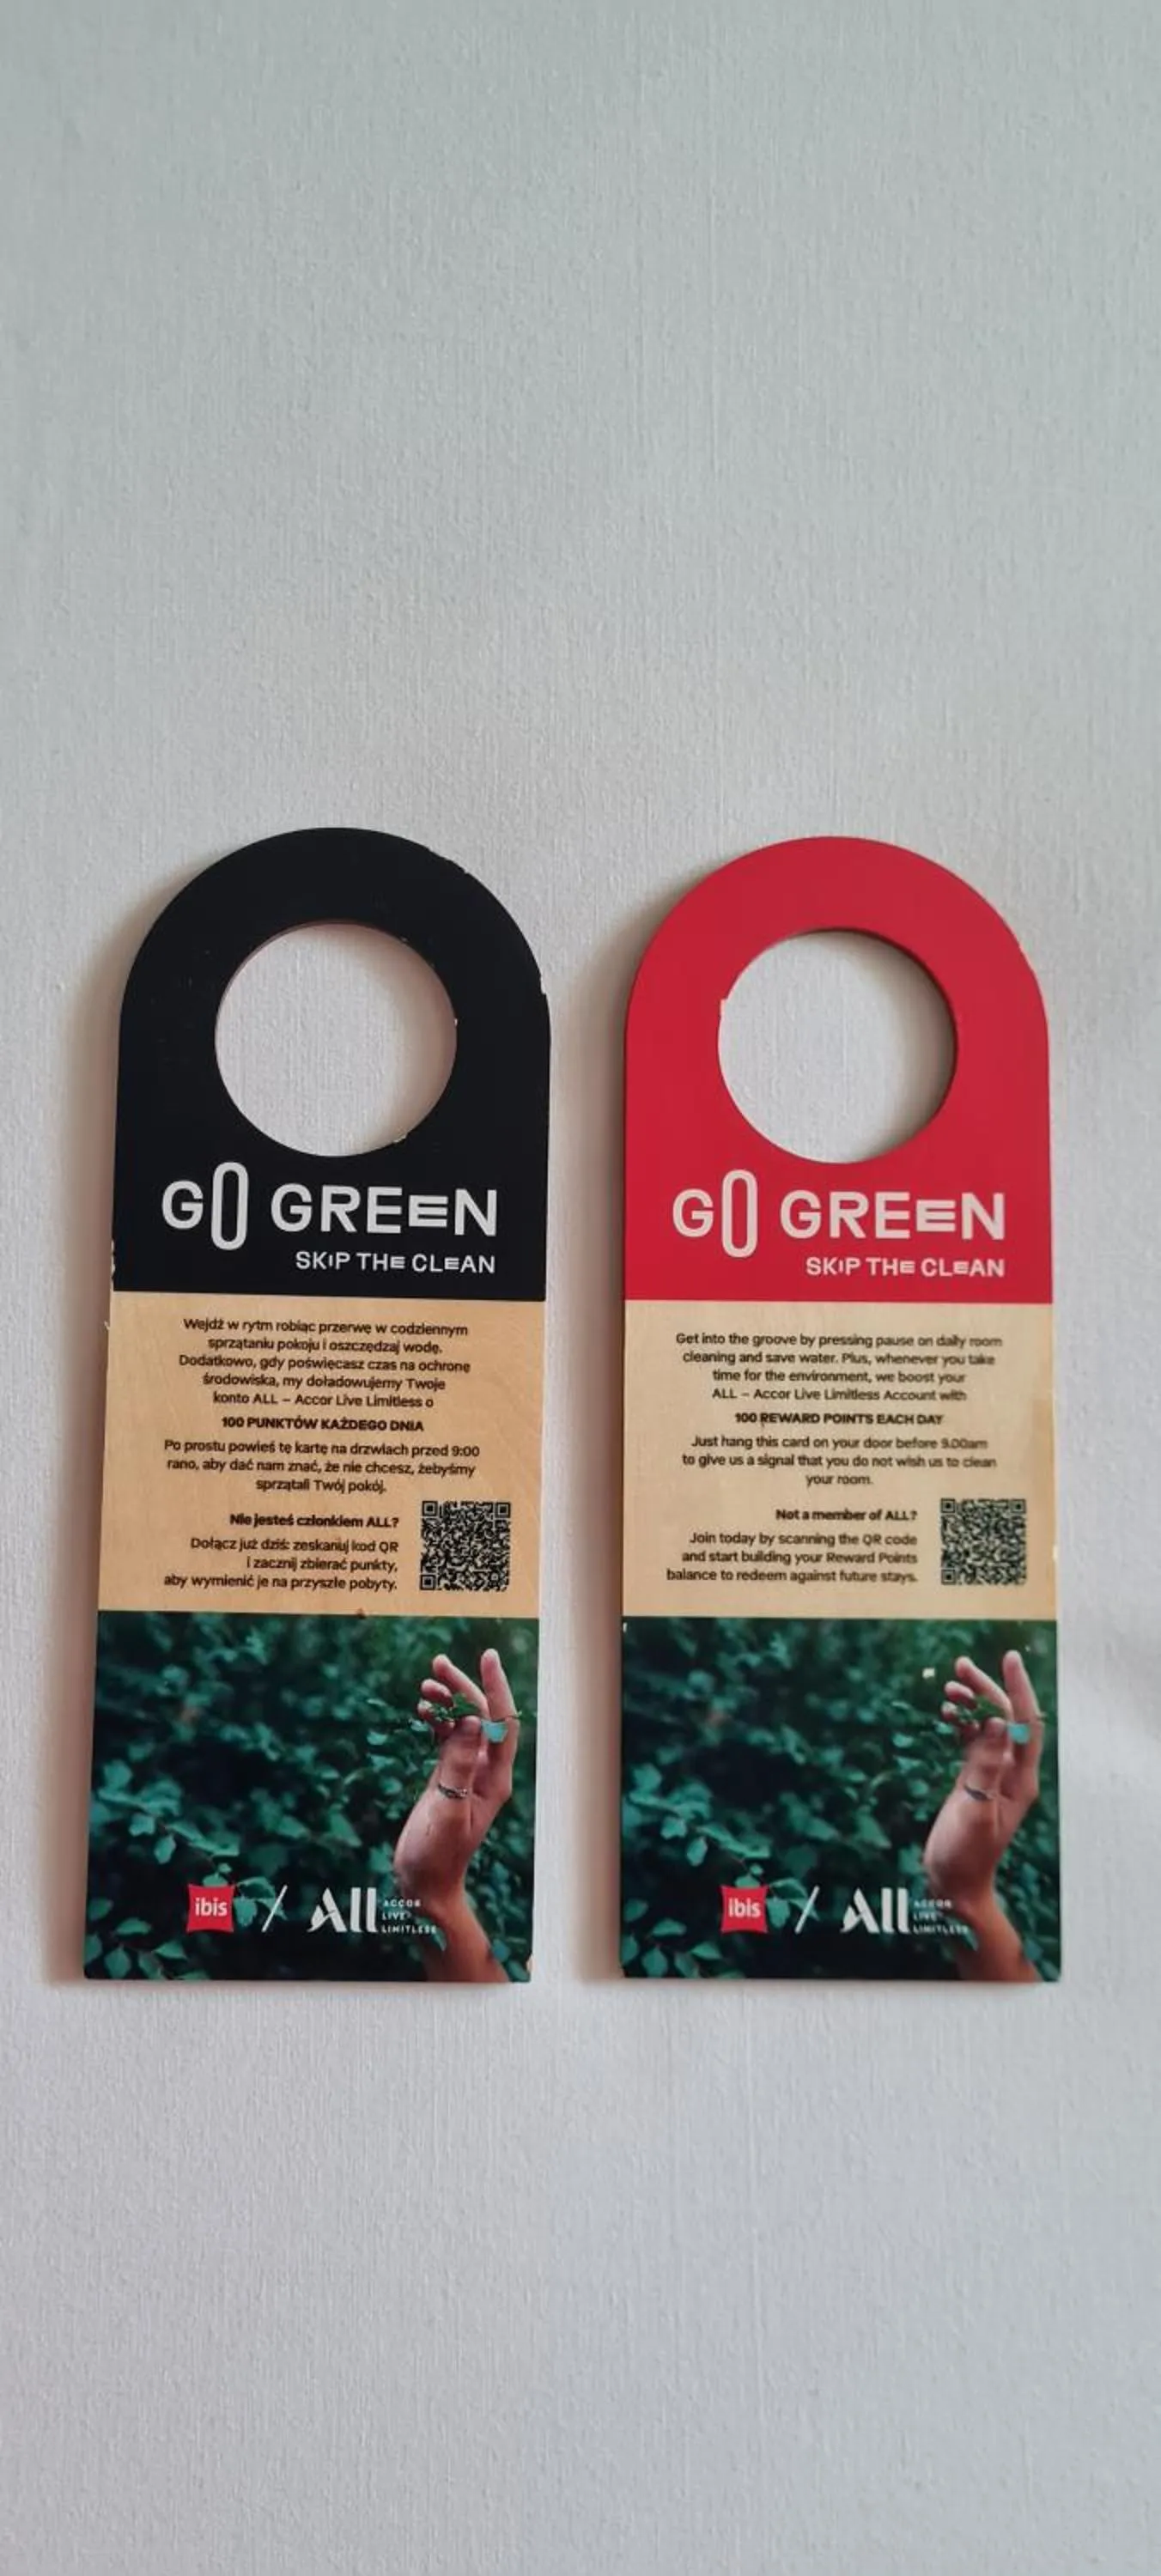 GO GREEN
SKIP THE CLEAN
Wejdź w rytm robiąc przerwę w codziennym
sprzątaniu pokoju i oszczędzaj wodę.
Dodatkowo, gdy poświęcasz czas na ochronę
środowiska, my doładowujemy Twoje
konto ALL – Accor Live Limitless o
100 PUNKTÓW KAŻDEGO DNIA
Po prostu powieś tę kartę na drzwiach przed 9:00
rano, aby dać nam znać, że nie chcesz, żebyśmy
sprzątali Twój pokój.
Nie jesteś członkiem ALL?
Dołącz już dziś: zeskanuj kod QR
i zacznij zbierać punkty,
aby wymienić je na przyszłe pobyty.
ibis / All ACCOR
LIVE
LIMITLESS
GO GREEN
SKIP THE CLEAN
Get into the groove by pressing pause on daily room
cleaning and save water. Plus, whenever you take
time for the environment, we boost your
ALL – Accor Live Limitless Account with
100 REWARD POINTS EACH DAY
Just hang this card on your door before 9.00am
to give us a signal that you do not wish us to clean
your room.
Not a member of ALL?
Join today by scanning the QR code
and start building your Reward Points
balance to redeem against future stays.
ibis / All ACCOR
LIVE
LIMITLESS